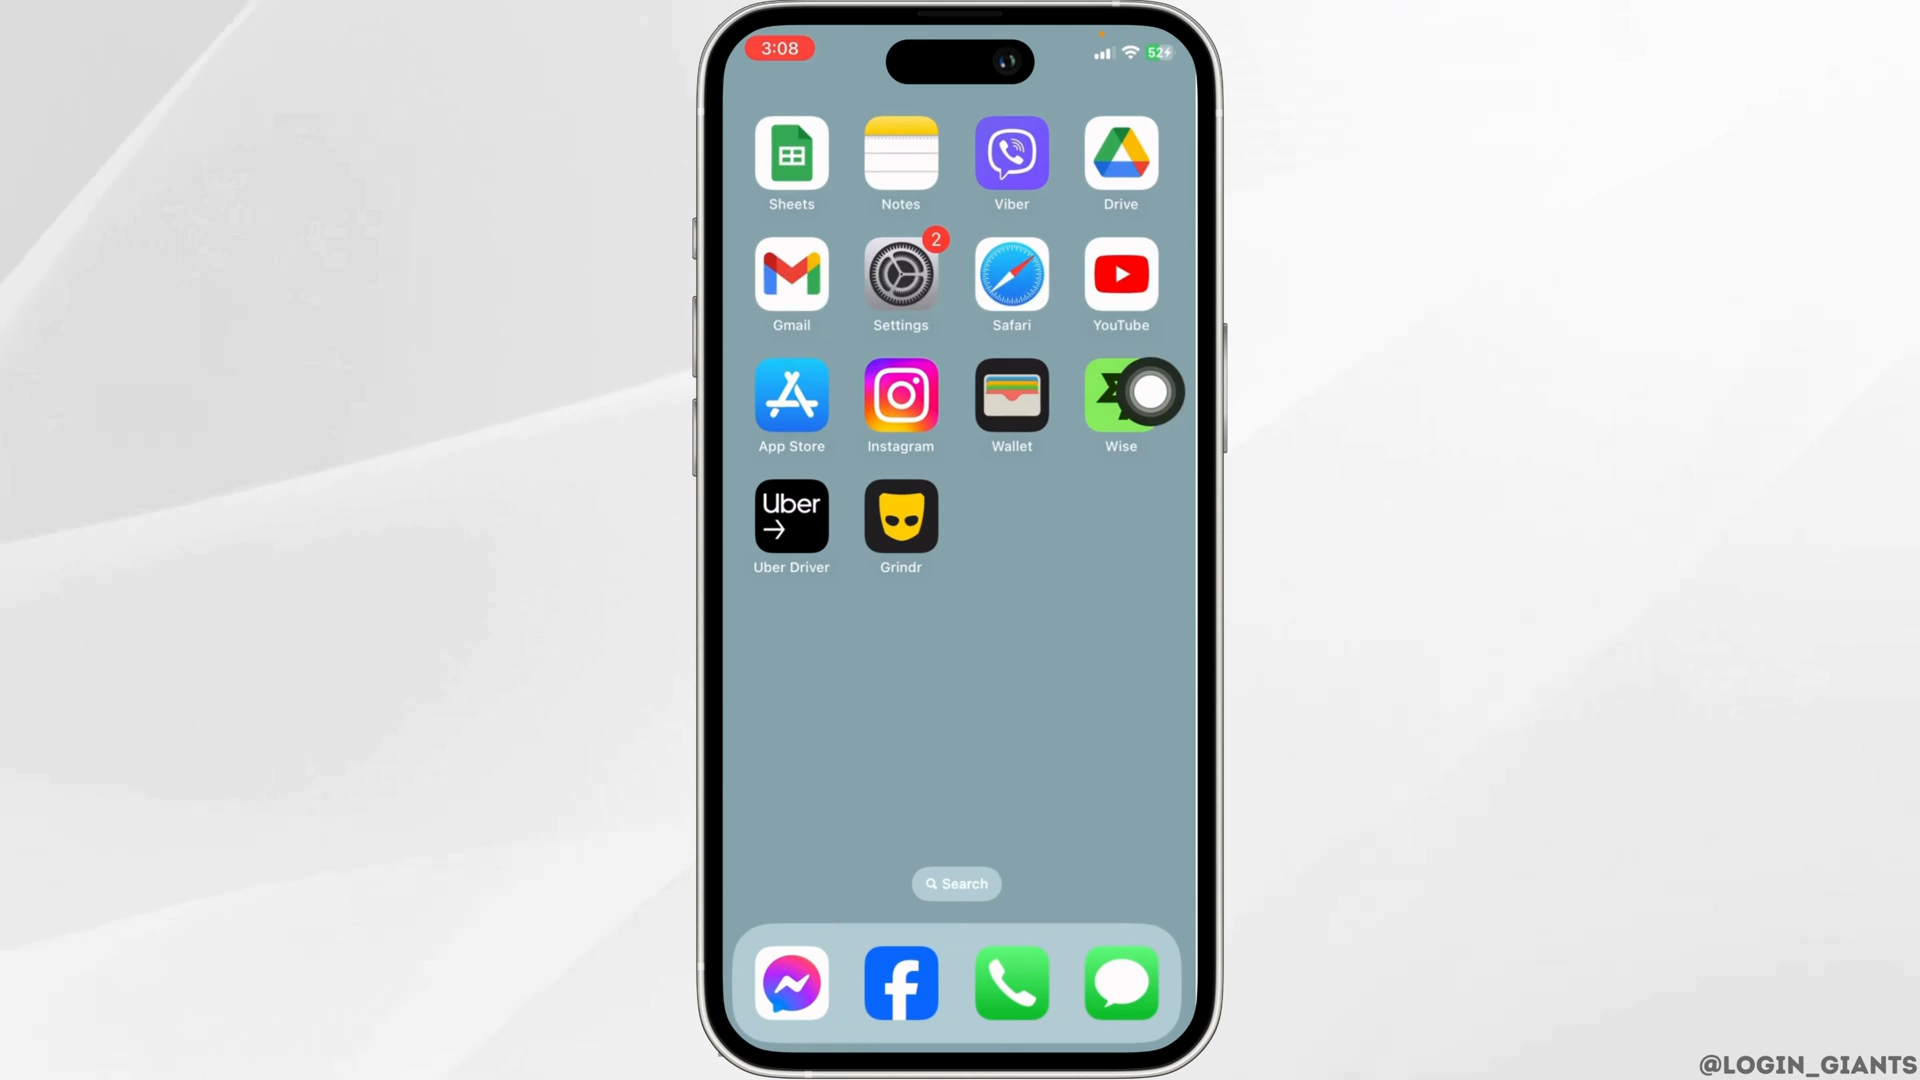 3:08
52
Sheets Notes Viber Drive
2
Gmail Settings Safari YouTube
App Store Instagram Wallet Wise
Uber
Uber Driver Grindr
Search
@LOGIN_GIANTS